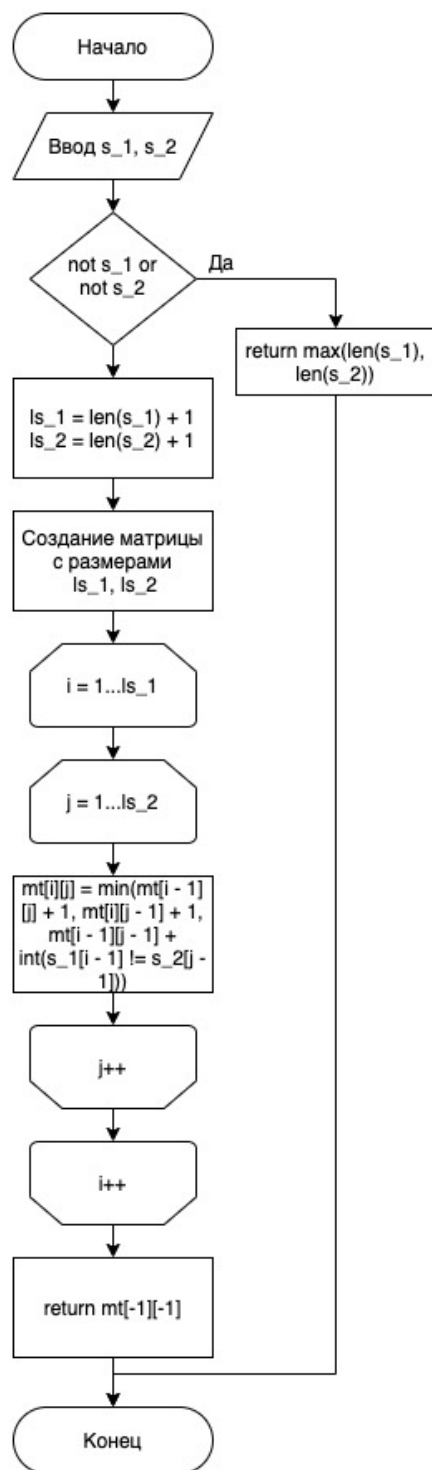 Начало
Ввод s_1, s_2
not s_1 or
not s_2
Да
return max(len(s_1),
len(s_2))
ls_1 = len(s_1) + 1
ls_2 = len(s_2) + 1
Создание матрицы
с размерами
ls_1, ls_2
i = 1...ls_1
j = 1...ls_2
mt[i][j] = min(mt[i - 1]
[j] + 1, mt[i][j - 1] + 1,
mt[i - 1][j - 1] +
int(s_1[i - 1] != s_2[j -
1]))
j++
i++
return mt[-1][-1]
Конец